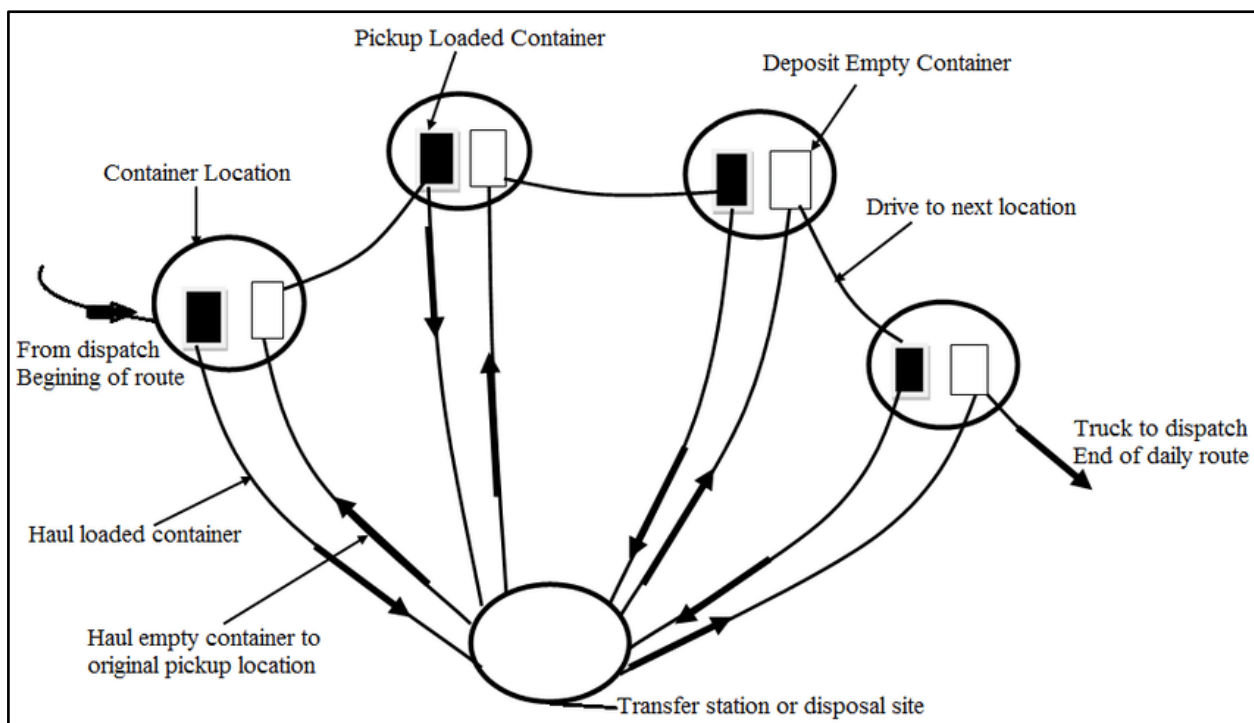 Pickup Loaded Container
Deposit Empty Container
Container Location
Drive to next location
From dispatch
Begining of route
Truck to dispatch
End of daily route
Haul loaded container
Haul empty container to
original pickup location
Transfer station or disposal site